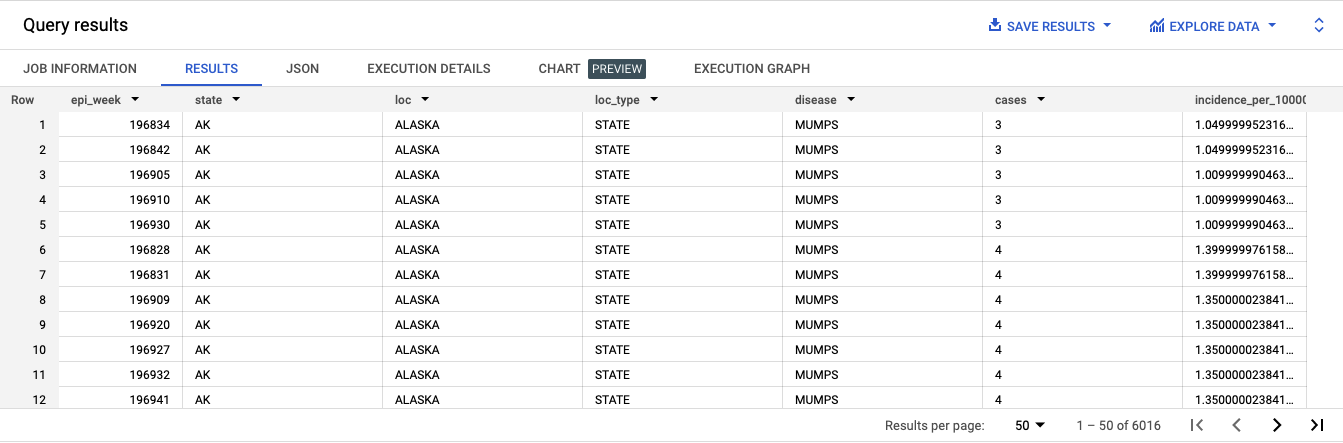 Query results SAVE RESULTS EXPLORE DATA
JOB INFORMATION RESULTS JSON EXECUTION DETAILS CHART PREVIEW EXECUTION GRAPH
Row epi_week state loc loc_type disease cases incidence_per_10000
1 196834 AK ALASKA STATE MUMPS 3 1.049999952316...
2 196842 AK ALASKA STATE MUMPS 3 1.049999952316...
3 196905 AK ALASKA STATE MUMPS 3 1.009999990463...
4 196910 AK ALASKA STATE MUMPS 3 1.009999990463...
5 196930 AK ALASKA STATE MUMPS 3 1.009999990463...
6 196828 AK ALASKA STATE MUMPS 4 1.399999976158...
7 196831 AK ALASKA STATE MUMPS 4 1.399999976158...
8 196909 AK ALASKA STATE MUMPS 4 1.350000023841...
9 196920 AK ALASKA STATE MUMPS 4 1.350000023841...
10 196927 AK ALASKA STATE MUMPS 4 1.350000023841...
11 196932 AK ALASKA STATE MUMPS 4 1.350000023841...
12 196941 AK ALASKA STATE MUMPS 4 1.350000023841...
Results per page: 50 1 – 50 of 6016